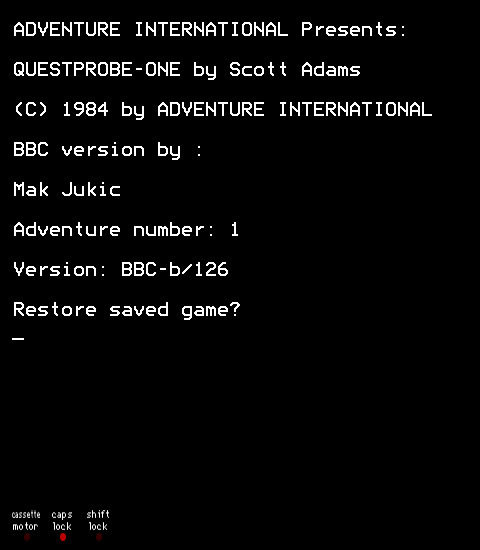 ADVENTURE INTERNATIONAL Presents:
QUESTPROBE-ONE by Scott Adams
(C) 1984 by ADVENTURE INTERNATIONAL
BBC version by :
Mak Jukic
Adventure number: 1
Version: BBC-b/126
Restore saved game?
_
cassette motor caps lock shift lock